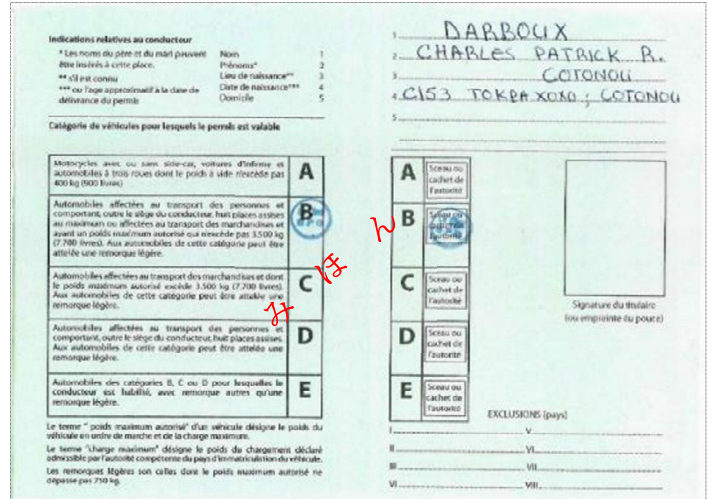 Indications relatives au conducteur
* Les noms du père et du mari peuvent
être insérés à cette place.
** s'il est connu
*** ou l'age approximatif à la date de
délivrance du permis
Nom 1
Prénoms* 2
Lieu de naissance** 3
Date de naissance*** 4
Domicile 5
Catégorie de véhicules pour lesquels le permis est valable
Motocycles avec ou sans side-car, voitures d'infirme et
automobiles à trois roues dont le poids à vide n'excède pas
400 kg (900 livres)
A
Automobiles affectées au transport des personnes et
comportant, outre le siège du conducteur, huit places assises
au maximum ou affectées au transport des marchandises et
ayant un poids maximum autorisé qui n'excède pas 3.500 kg
(7.700 livres). Aux automobiles de cette catégorie peut être
attelée une remorque légère.
B
Automobiles affectées au transport des marchandises et dont
le poids maximum autorisé excède 3.500 kg (7.700 livres).
Aux automobiles de cette catégorie peut être attelée une
remorque légère.
C
Automobiles affectées au transport des personnes et
comportant, outre le siège du conducteur, huit places assises.
Aux automobiles de cette catégorie peut être attelée une
remorque légère.
D
Automobiles des catégories B, C ou D pour lesquelles le
conducteur est habilité, avec remorque autres qu'une
remorque légère.
E
Le terme " poids maximum autorisé" d'un véhicule désigne le poids du
véhicule en ordre de marche et de la charge maximum.
Le terme "charge maximum" désigne le poids du chargement déclaré
admissible par l'autorité compétente du pays d'immatriculation du véhicule.
Les remorques légères son celles dont le poids maximum autorisé ne
dépasse pas 750 kg.
みほん
1 DARBOUX
2 CHARLES PATRICK R.
3 COTONOU
4 C153 TOKPA XOXO; COTONOU
5
A
Sceau ou
cachet de
l'autorité
B
Sceau ou
cachet de
l'autorité
C
Sceau ou
cachet de
l'autorité
D
Sceau ou
cachet de
l'autorité
E
Sceau ou
cachet de
l'autorité
Signature du titulaire
(ou empreinte du pouce)
EXCLUSIONS (pays)
I V
II VI
III VII
VI VIII